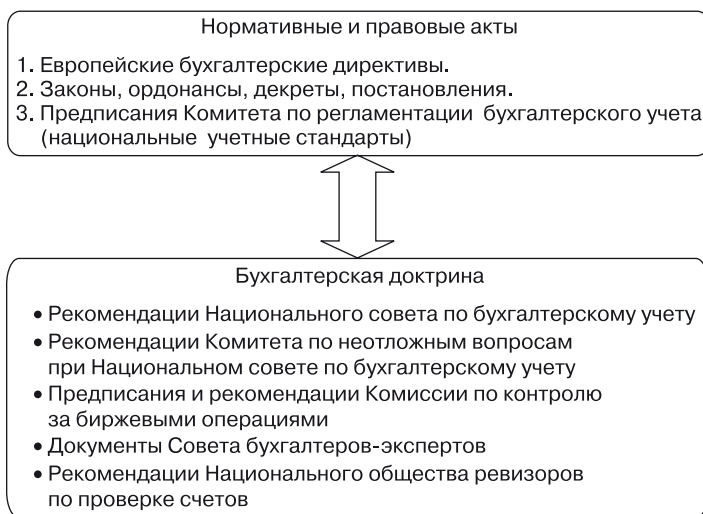 Нормативные и правовые акты
1. Европейские бухгалтерские директивы.
2. Законы, ордонансы, декреты, постановления.
3. Предписания Комитета по регламентации бухгалтерского учета
(национальные учетные стандарты)
Бухгалтерская доктрина
• Рекомендации Национального совета по бухгалтерскому учету
• Рекомендации Комитета по неотложным вопросам
при Национальном совете по бухгалтерскому учету
• Предписания и рекомендации Комиссии по контролю
за биржевыми операциями
• Документы Совета бухгалтеров-экспертов
• Рекомендации Национального общества ревизоров
по проверке счетов